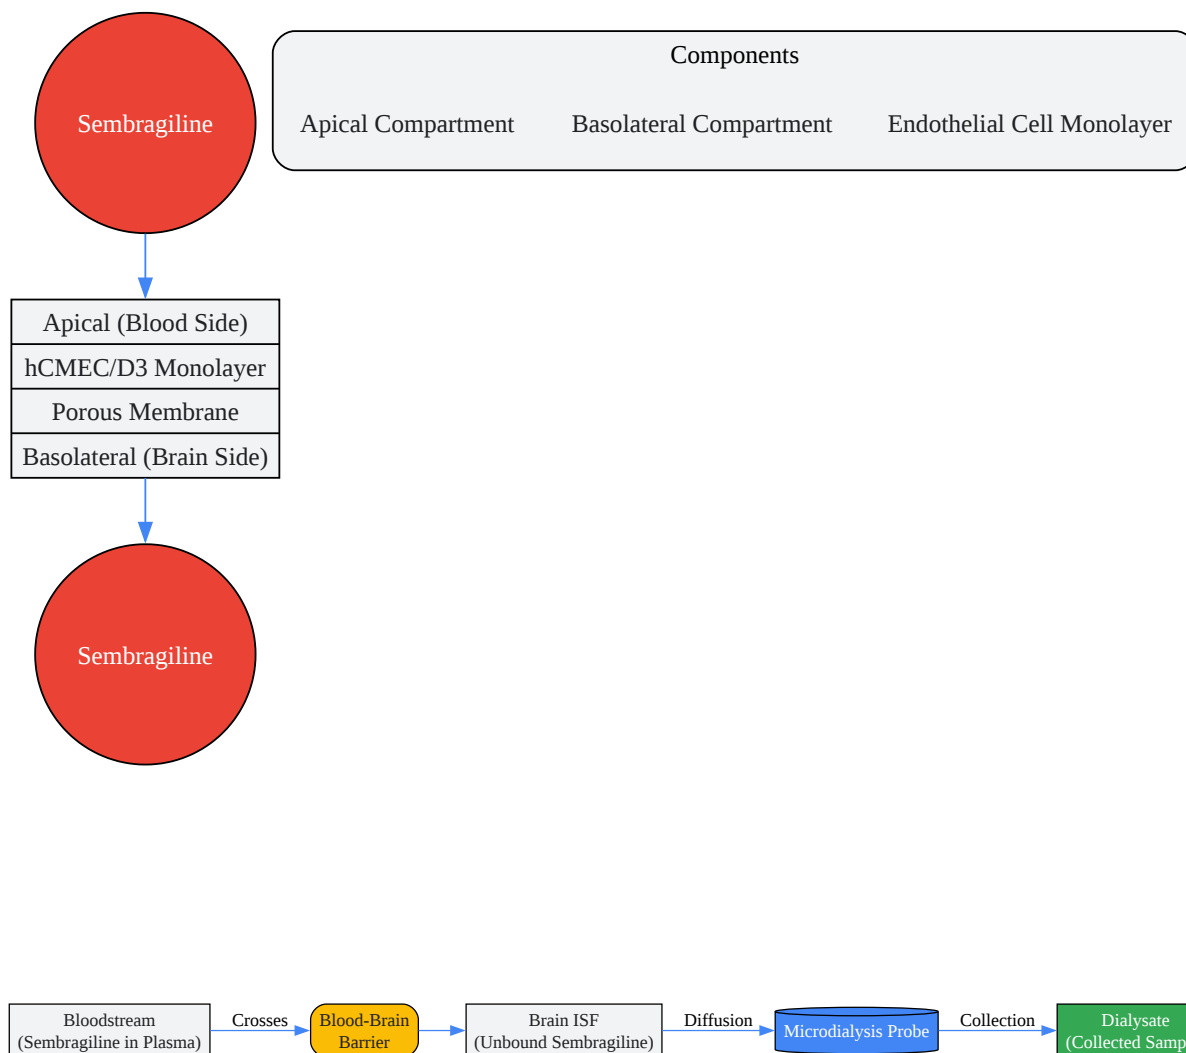 Sembragiline
Components
Apical Compartment
Basolateral Compartment
Endothelial Cell Monolayer
Apical (Blood Side)
hCMEC/D3 Monolayer
Porous Membrane
Basolateral (Brain Side)
Sembragiline
Bloodstream
(Sembragiline in Plasma)
Crosses
Blood-Brain
Barrier
Brain ISF
(Unbound Sembragiline)
Diffusion
Microdialysis Probe
Collection
Dialysate
(Collected Samp